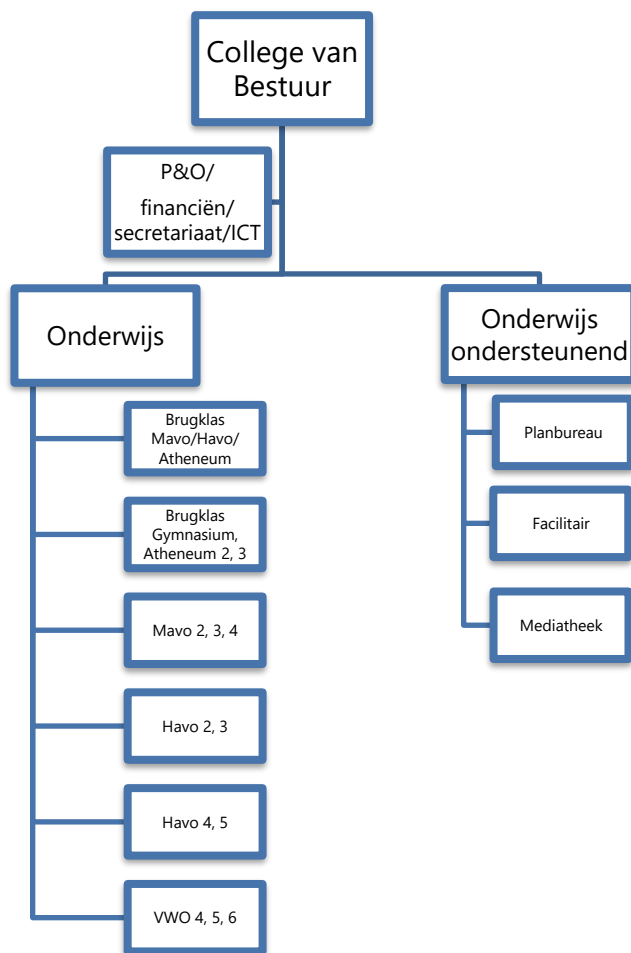 College van
Bestuur
P&O/
financiën/
secretariaat/ICT
Onderwijs
Onderwijs
ondersteunend
Brugklas
Mavo/Havo/
Atheneum
Brugklas
Gymnasium,
Atheneum 2, 3
Mavo 2, 3, 4
Havo 2, 3
Havo 4, 5
VWO 4, 5, 6
Planbureau
Facilitair
Mediatheek